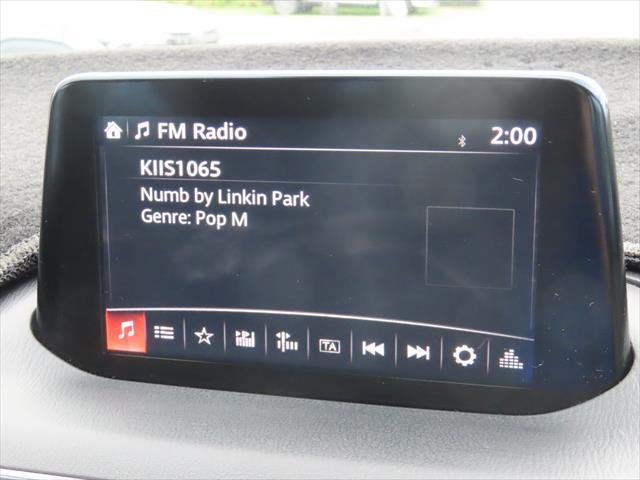 FM Radio
2:00
KIIS1065
Numb by Linkin Park
Genre: Pop M
TA